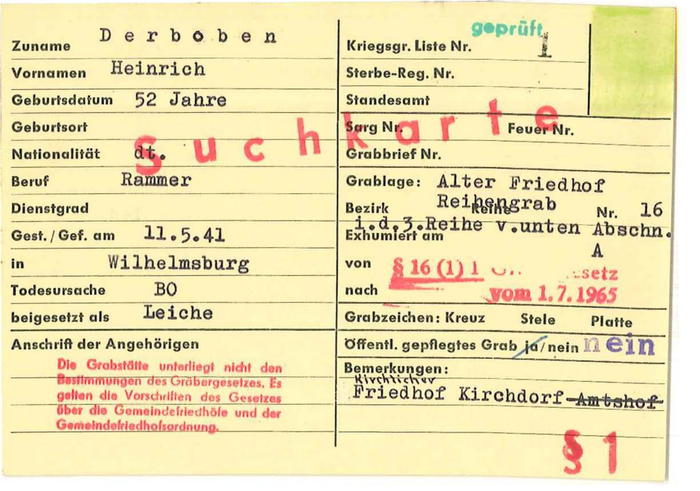 Zuname Derboben
Vornamen Heinrich
Geburtsdatum 52 Jahre
Geburtsort
Nationalität dt.
Beruf Rammer
Dienstgrad
Gest./Gef. am 11.5.41
in Wilhelmsburg
Todesursache BO
beigesetzt als Leiche
Anschrift der Angehörigen
Die Grabstätte unterliegt nicht den
Bestimmungen des Gräbergesetzes. Es
gelten die Vorschriften des Gesetzes
über die Gemeindefriedhöfe und der
Gemeindefriedhofsordnung.
Suchkarte
geprüft
Kriegsgr. Liste Nr. 1
Sterbe-Reg. Nr.
Standesamt
Sarg Nr. Feuer Nr.
Grabbrief Nr.
Grablage: Alter Friedhof
Reihengrab
Bezirk Reihe Nr. 16
i.d.3.Reihe v.unten Abschn.
Exhumiert am A
von § 16 (1) 1 setz
nach vom 1.7.1965
Grabzeichen: Kreuz Stele Platte
Öffentl. gepflegtes Grab ja/nein nein
Bemerkungen:
Kirchlicher
Friedhof Kirchdorf-Amtshof
§ 1